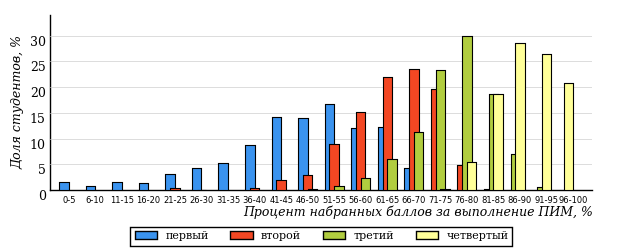 Доля студентов, %
30
25
20
15
10
5
0
0-5 6-10 11-15 16-20 21-25 26-30 31-35 36-40 41-45 46-50 51-55 56-60 61-65 66-70 71-75 76-80 81-85 86-90 91-95 96-100
Процент набранных баллов за выполнение ПИМ, %
первый второй третий четвертый